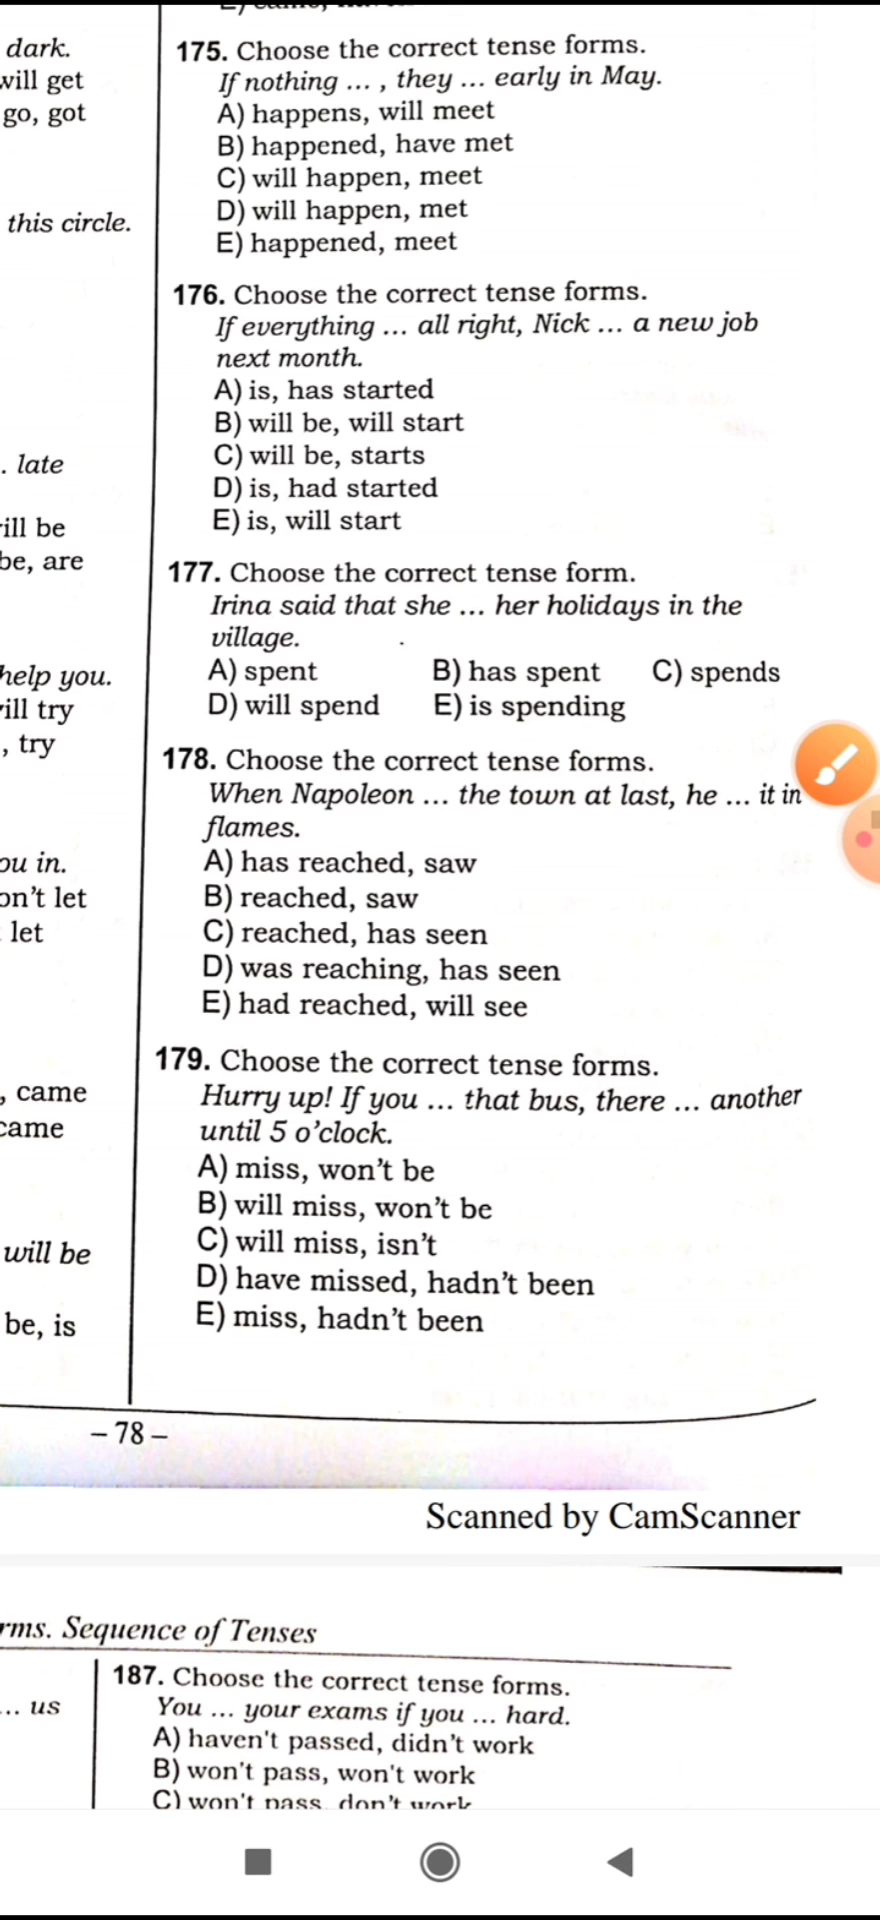 dark.
will get
go, got
this circle.
. late
ill be
be, are
help you.
ill try
, try
ou in.
on't let
let
, came
came
will be
be, is
175. Choose the correct tense forms.
If nothing ... , they ... early in May.
A) happens, will meet
B) happened, have met
C) will happen, meet
D) will happen, met
E) happened, meet
176. Choose the correct tense forms.
If everything ... all right, Nick ... a new job
next month.
A) is, has started
B) will be, will start
C) will be, starts
D) is, had started
E) is, will start
177. Choose the correct tense form.
Irina said that she ... her holidays in the
village.
A) spent B) has spent C) spends
D) will spend E) is spending
178. Choose the correct tense forms.
When Napoleon ... the town at last, he ... it in
flames.
A) has reached, saw
B) reached, saw
C) reached, has seen
D) was reaching, has seen
E) had reached, will see
179. Choose the correct tense forms.
Hurry up! If you ... that bus, there ... another
until 5 o'clock.
A) miss, won't be
B) will miss, won't be
C) will miss, isn't
D) have missed, hadn't been
E) miss, hadn't been
– 78 –
Scanned by CamScanner
rms. Sequence of Tenses
... us
187. Choose the correct tense forms.
You ... your exams if you ... hard.
A) haven't passed, didn't work
B) won't pass, won't work
C) won't pass, don't work